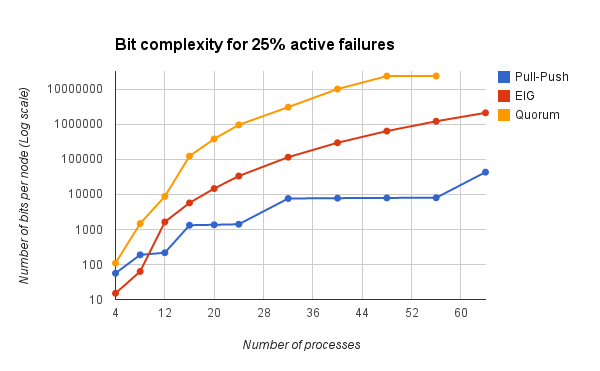 Bit complexity for 25% active failures
Number of bits per node (Log scale)
10000000
1000000
100000
10000
1000
100
10
4 12 20 28 36 44 52 60
Number of processes
Pull-Push
EIG
Quorum